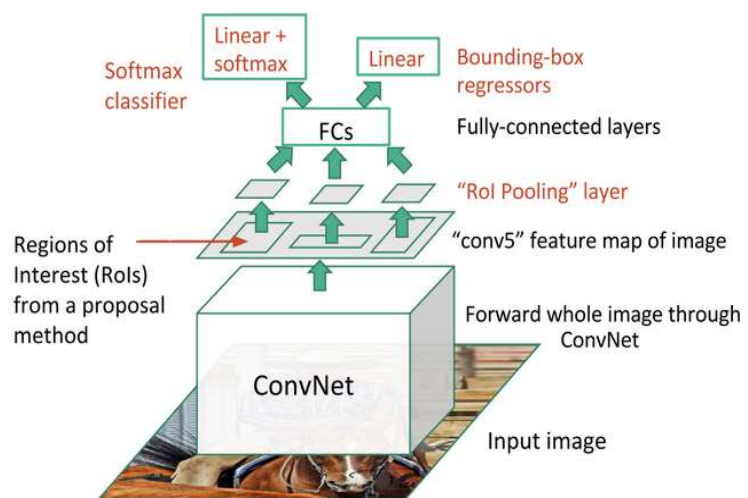 Linear +
softmax
Linear
Softmax
classifier
Bounding-box
regressors
FCs
Fully-connected layers
“RoI Pooling” layer
Regions of
Interest (RoIs)
from a proposal
method
“conv5” feature map of image
Forward whole image through
ConvNet
ConvNet
Input image